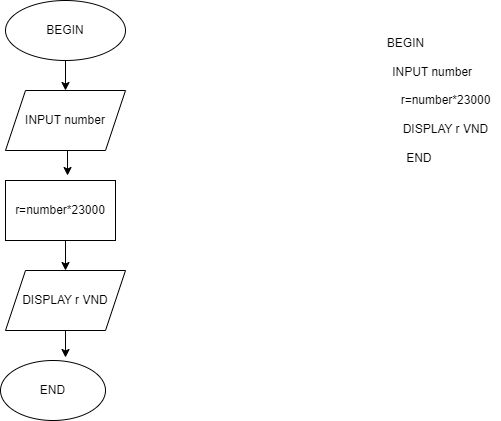 BEGIN
INPUT number
r=number*23000
DISPLAY r VND
END
BEGIN
INPUT number
r=number*23000
DISPLAY r VND
END